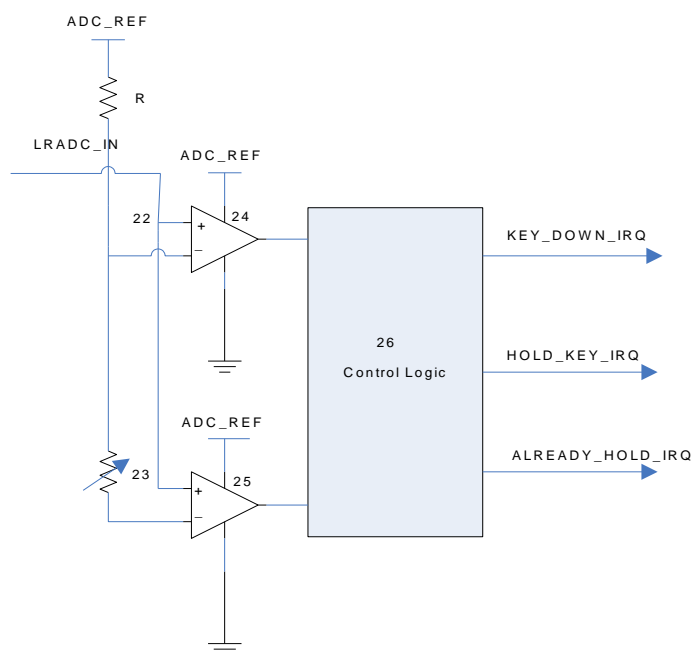 ADC_REF
R
LRADC_IN
ADC_REF
22
24
+
−
KEY_DOWN_IRQ
26
Control Logic
HOLD_KEY_IRQ
ADC_REF
ALREADY_HOLD_IRQ
23
25
+
−